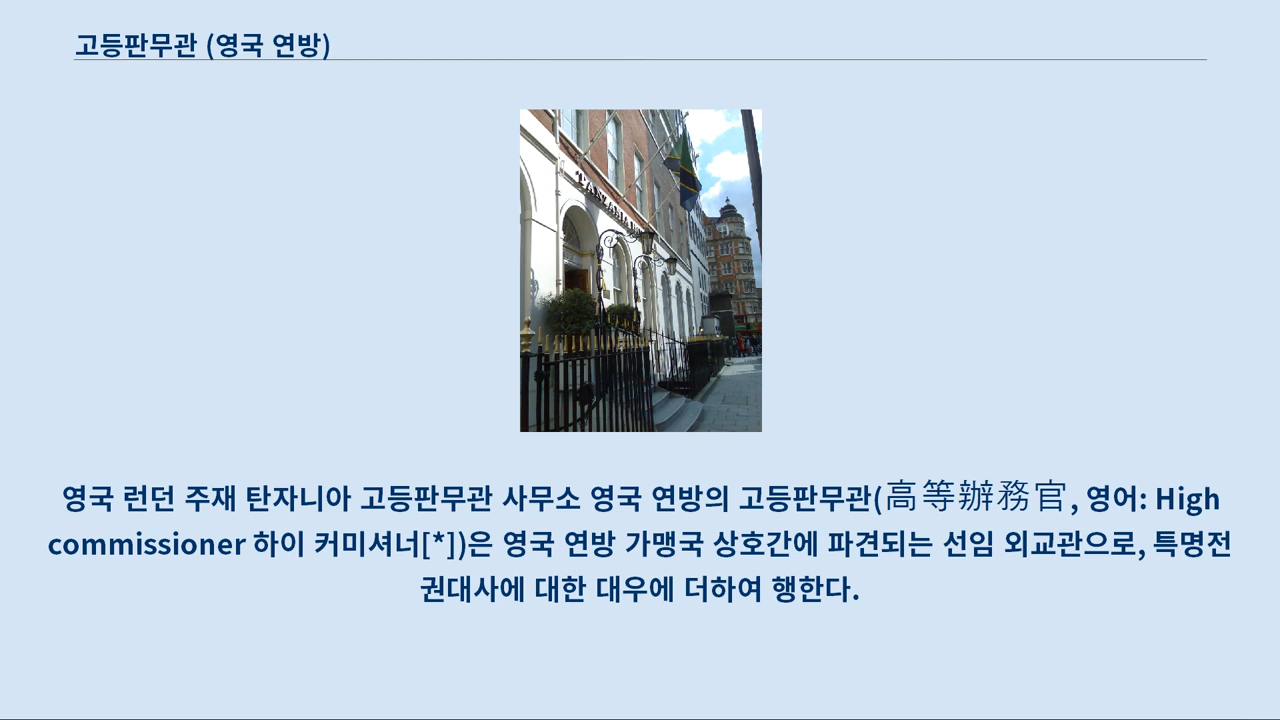 고등판무관 (영국 연방)
TANZANIA
영국 런던 주재 탄자니아 고등판무관 사무소 영국 연방의 고등판무관(高等辦務官, 영어: High
commissioner 하이 커미셔너[*])은 영국 연방 가맹국 상호간에 파견되는 선임 외교관으로, 특명전
권대사에 대한 대우에 더하여 행한다.